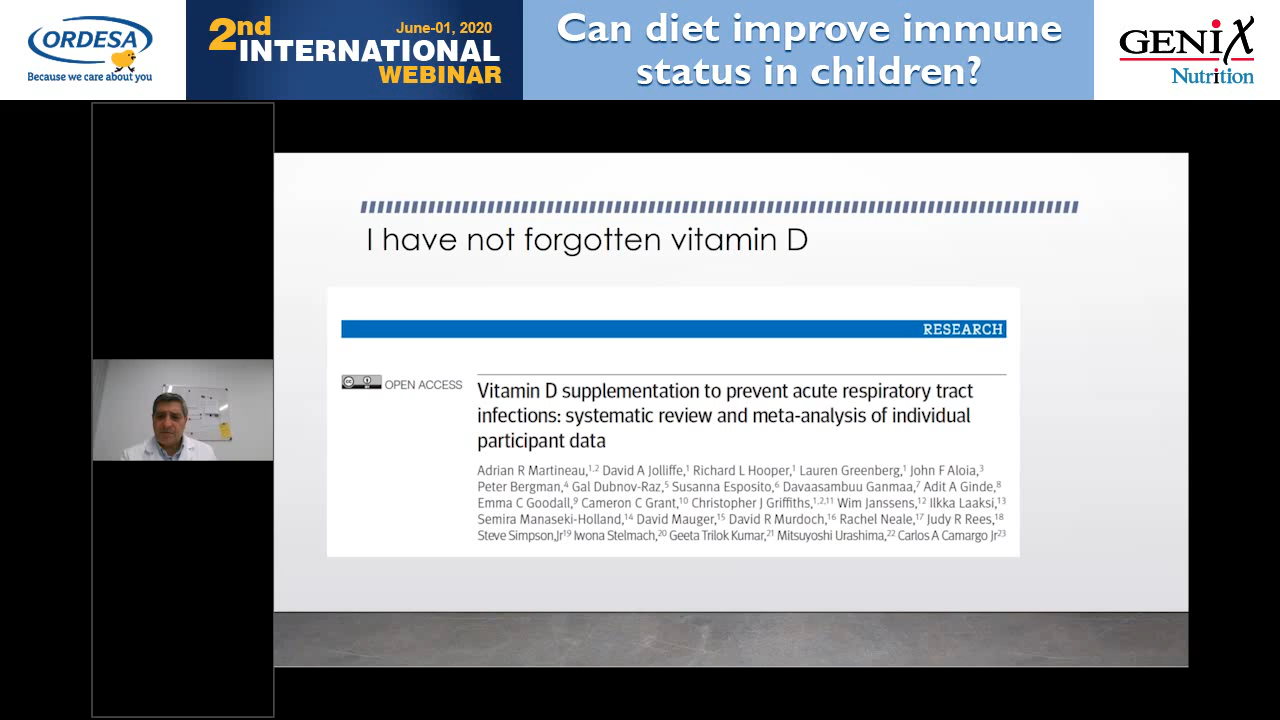 ORDESA
Because we care about you
June-01, 2020
2nd
INTERNATIONAL
WEBINAR
Can diet improve immune
status in children?
GENiX
Nutrition
I have not forgotten vitamin D
RESEARCH
OPEN ACCESS
Vitamin D supplementation to prevent acute respiratory tract
infections: systematic review and meta-analysis of individual
participant data
Adrian R Martineau,1,2 David A Jolliffe,1 Richard L Hooper,1 Lauren Greenberg,1 John F Aloia,3
Peter Bergman,4 Gal Dubnov-Raz,5 Susanna Esposito,6 Davaasambuu Ganmaa,7 Adit A Ginde,8
Emma C Goodall,9 Cameron C Grant,10 Christopher J Griffiths,1,2,11 Wim Janssens,12 Ilkka Laaksi,13
Semira Manaseki-Holland,14 David Mauger,15 David R Murdoch,16 Rachel Neale,17 Judy R Rees,18
Steve Simpson,Jr19 Iwona Stelmach,20 Geeta Trilok Kumar,21 Mitsuyoshi Urashima,22 Carlos A Camargo Jr23